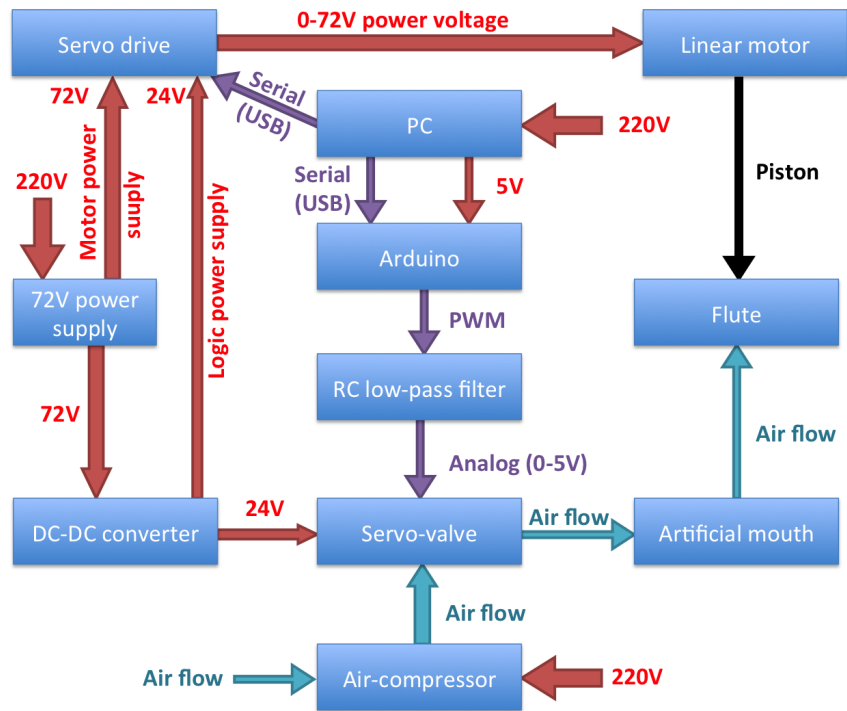 0-72V power voltage
Servo drive
Linear motor
72V
24V
Serial
(USB)
PC
220V
220V
Motor power
suuply
Logic power supply
Serial
(USB)
5V
Piston
Arduino
72V power
supply
PWM
Flute
RC low-pass filter
72V
Air flow
Analog (0-5V)
24V
Air flow
DC-DC converter
Servo-valve
Artificial mouth
Air flow
Air flow
Air-compressor
220V